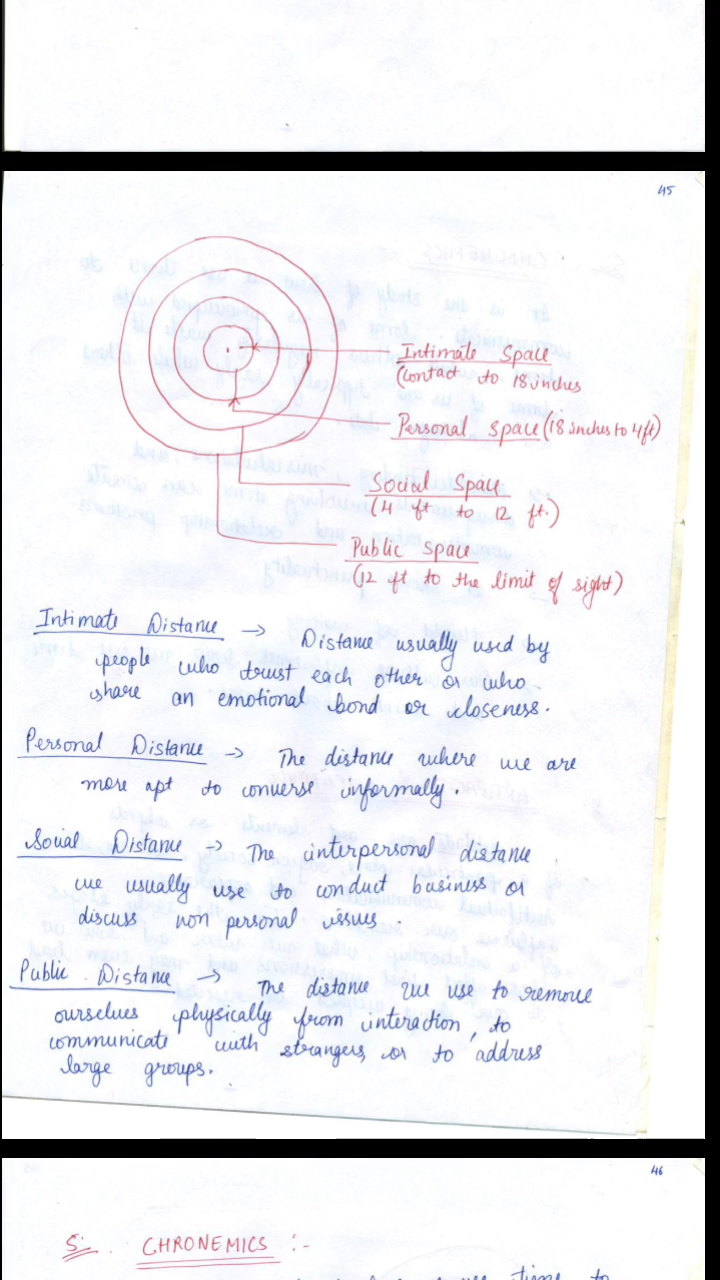 45
Intimate Space
(contact to 18 inches
Personal Space (18 inches to 4ft)
Social Space
(4 ft to 12 ft.)
Public Space
(12 ft to the limit of sight)
Intimate Distance → Distance usually used by
people who trust each other or who
share an emotional bond or closeness.
Personal Distance → The distance where we are
more apt to converse informally.
Social Distance → The interpersonal distance
we usually use to conduct business or
discuss non personal issues.
Public Distance → The distance we use to remove
ourselves physically from interaction, to
communicate with strangers, or to address
large groups.
46
5. CHRONEMICS :-
time to